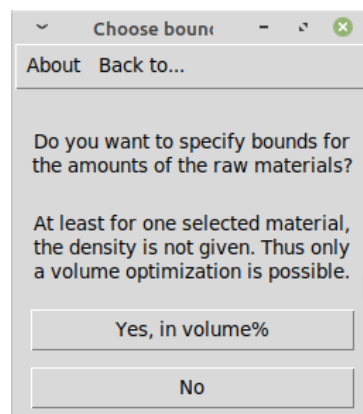 Choose boun
About Back to...
Do you want to specify bounds for
the amounts of the raw materials?
At least for one selected material,
the density is not given. Thus only
a volume optimization is possible.
Yes, in volume%
No